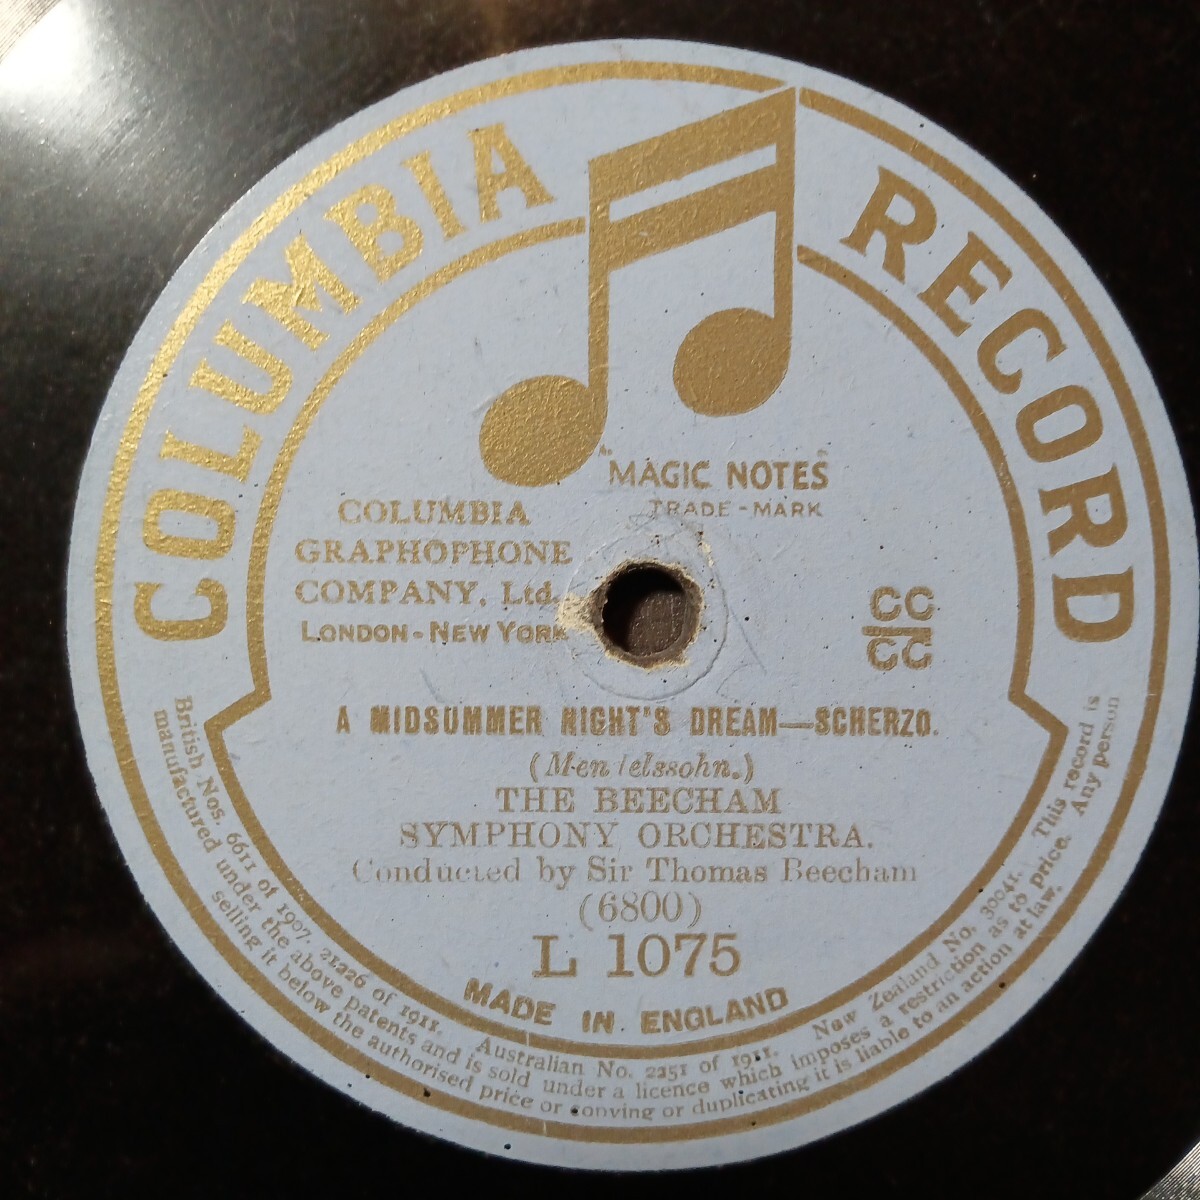 COLUMBIA RECORD
"MAGIC NOTES"
TRADE-MARK
COLUMBIA
GRAPHOPHONE
COMPANY, Ltd.
LONDON-NEW YORK
CC
CC
A MIDSUMMER NIGHT'S DREAM—SCHERZO.
(Mendelssohn.)
THE BEECHAM
SYMPHONY ORCHESTRA.
Conducted by Sir Thomas Beecham
(6800)
L 1075
MADE IN ENGLAND
British Nos. 6611 of 1907. 21226 of 1911. Australian No. 2251 of 1911. New Zealand No. 30041. This record is
manufactured under the above patents and is sold under a licence which imposes a restriction as to price. Any person
selling it below the authorised price or copying or duplicating it is liable to an action at law.